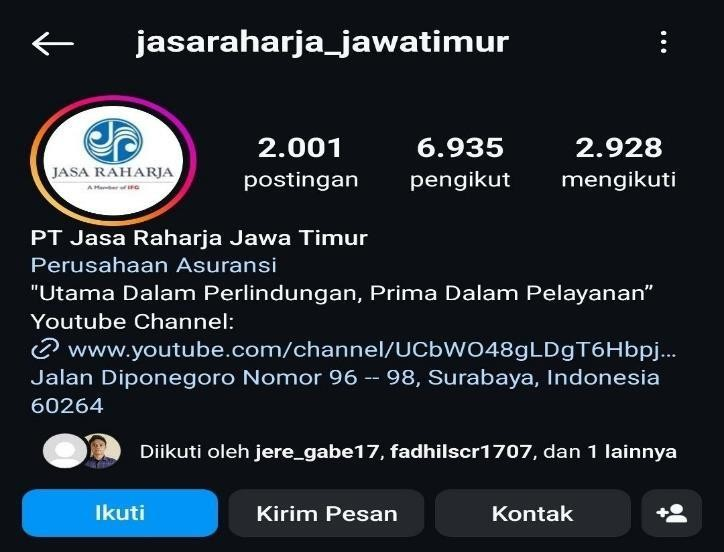 jasaraharja_jawatimur
JASA RAHARJA
A Member of IFG
2.001 6.935 2.928
postingan pengikut mengikuti
PT Jasa Raharja Jawa Timur
Perusahaan Asuransi
"Utama Dalam Perlindungan, Prima Dalam Pelayanan”
Youtube Channel:
www.youtube.com/channel/UCbWO48gLDgT6Hbpj...
Jalan Diponegoro Nomor 96 -- 98, Surabaya, Indonesia
60264
Diikuti oleh jere_gabe17, fadhilscr1707, dan 1 lainnya
Ikuti Kirim Pesan Kontak